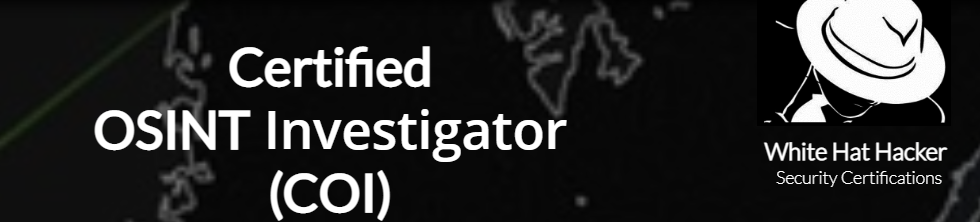 Certified
OSINT Investigator
(COI)
White Hat Hacker
Security Certifications